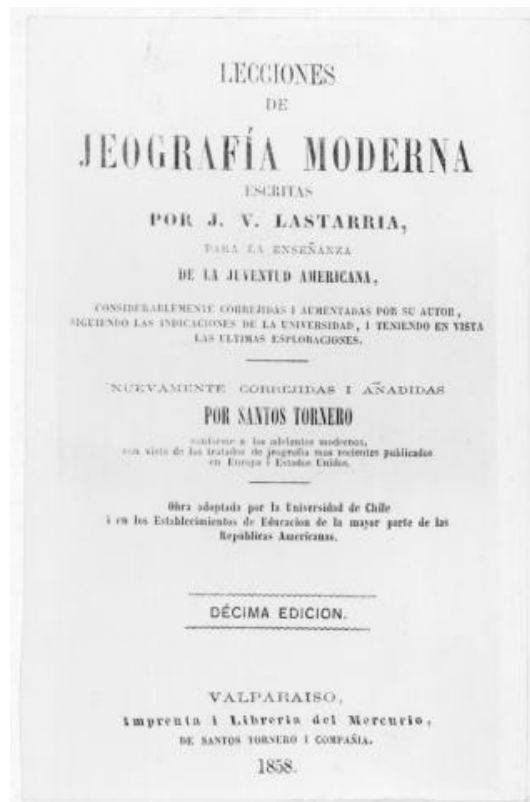 LECCIONES
DE
JEOGRAFÍA MODERNA
ESCRITAS
POR J. V. LASTARRIA,
PARA LA ENSEÑANZA
DE LA JUVENTUD AMERICANA,
CONSIDERABLEMENTE CORREJIDAS I AUMENTADAS POR SU AUTOR,
SIGUIENDO LAS INDICACIONES DE LA UNIVERSIDAD, I TENIENDO EN VISTA
LAS ULTIMAS ESPLORACIONES.
NUEVAMENTE CORREJIDAS I AÑADIDAS
POR SANTOS TORNERO
conforme a los adelantos modernos,
con vista de los tratados de jeografia mas recientes publicados
en Europa i Estados Unidos.
Obra adoptada por la Universidad de Chile
i en los Establecimientos de Educacion de la mayor parte de las
Repúblicas Americanas.
DÉCIMA EDICION.
VALPARAISO,
Imprenta i Libreria del Mercurio,
DE SANTOS TORNERO I COMPAÑIA.
1858.